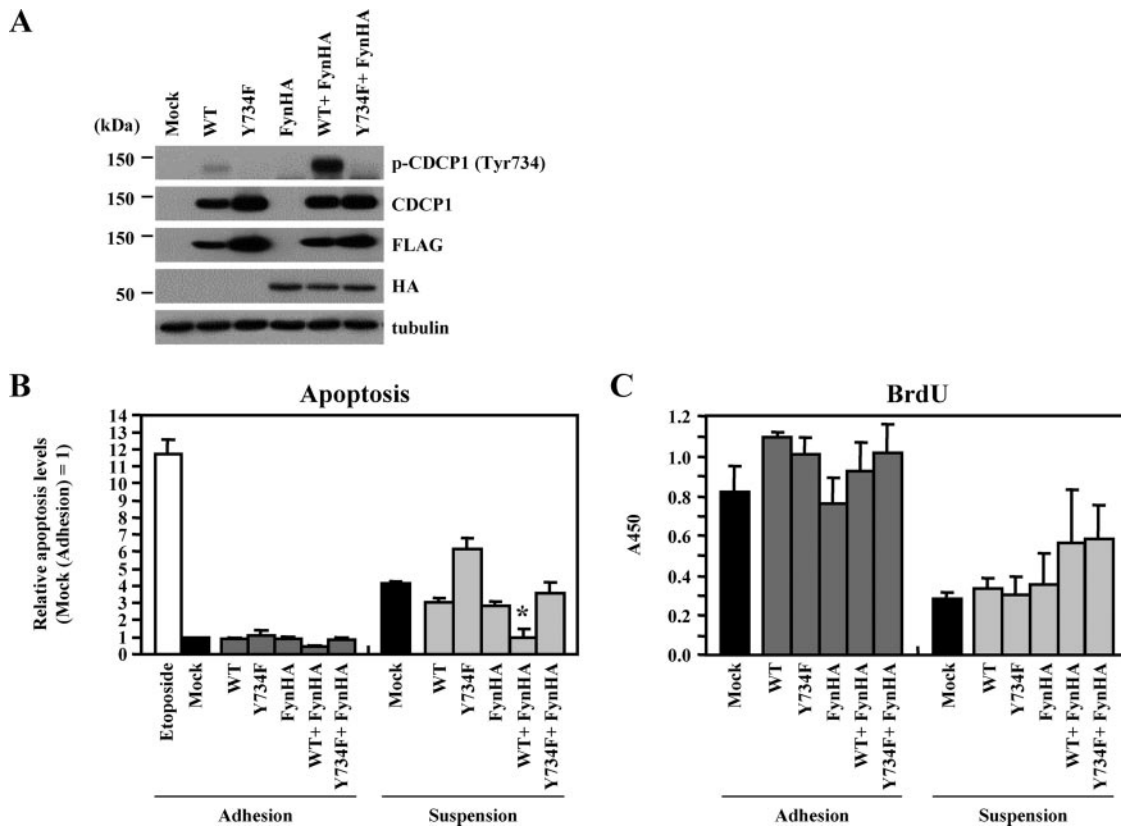 A
Mock
WT
Y734F
FynHA
WT+ FynHA
Y734F+ FynHA
(kDa)
150
p-CDCP1 (Tyr734)
150
CDCP1
150
FLAG
50
HA
tubulin
B
Apoptosis
Relative apoptosis levels
(Mock (Adhesion) = 1)
14
13
12
11
10
9
8
7
6
5
4
3
2
1
0
*
Etoposide
Mock
WT
Y734F
FynHA
WT+ FynHA
Y734F+ FynHA
Mock
WT
Y734F
FynHA
WT+ FynHA
Y734F+ FynHA
Adhesion
Suspension
C
BrdU
A450
1.2
1.0
0.8
0.6
0.4
0.2
0.0
Mock
WT
Y734F
FynHA
WT+ FynHA
Y734F+ FynHA
Mock
WT
Y734F
FynHA
WT+ FynHA
Y734F+ FynHA
Adhesion
Suspension